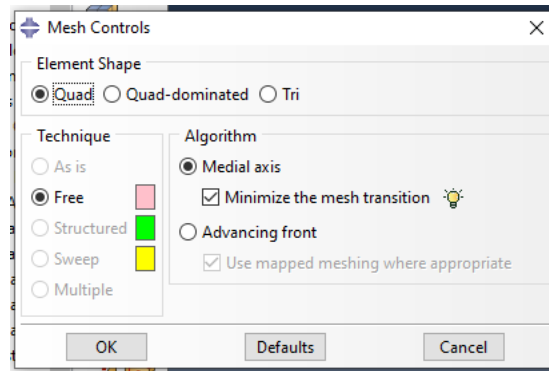 Mesh Controls
Element Shape
Quad Quad-dominated Tri
Technique
As is
Free
Structured
Sweep
Multiple
Algorithm
Medial axis
Minimize the mesh transition
Advancing front
Use mapped meshing where appropriate
OK Defaults Cancel